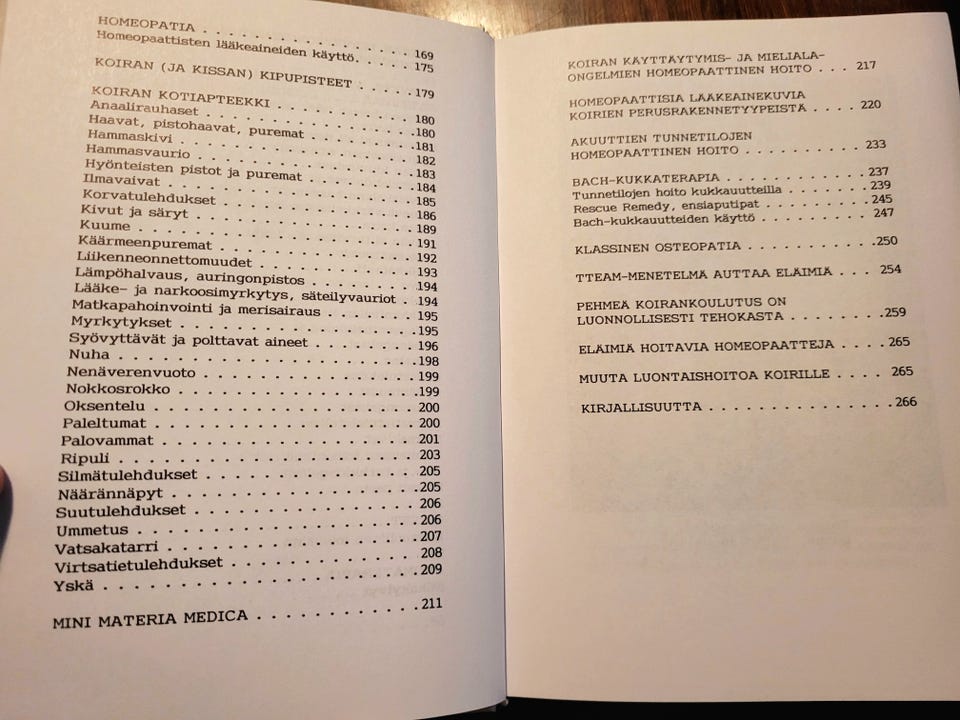 HOMEOPATIA . . . . . . . . . . . . . . . . 169
Homeopaattisten lääkeaineiden käyttö. . . . . 175
KOIRAN (JA KISSAN) KIPUPISTEET . . . . . . 179
KOIRAN KOTIAPTEEKKI . . . . . . . . . . . . 180
Anaalirauhaset . . . . . . . . . . . . . . . 180
Haavat, pistohaavat, puremat . . . . . . . . 181
Hammaskivi . . . . . . . . . . . . . . . . . 182
Hammasvaurio . . . . . . . . . . . . . . . . 183
Hyönteisten pistot ja puremat . . . . . . . 184
Ilmavaivat . . . . . . . . . . . . . . . . . 185
Korvatulehdukset . . . . . . . . . . . . . . 186
Kivut ja säryt . . . . . . . . . . . . . . . 189
Kuume . . . . . . . . . . . . . . . . . . . 191
Käärmeenpuremat . . . . . . . . . . . . . . 192
Liikenneonnettomuudet . . . . . . . . . . . 193
Lämpöhalvaus, auringonpistos . . . . . . . . 194
Lääke- ja narkoosimyrkytys, säteilyvauriot . 194
Matkapahoinvointi ja merisairaus . . . . . . 195
Myrkytykset . . . . . . . . . . . . . . . . 195
Syövyttävät ja polttavat aineet . . . . . . 196
Nuha . . . . . . . . . . . . . . . . . . . . 198
Nenäverenvuoto . . . . . . . . . . . . . . . 199
Nokkosrokko . . . . . . . . . . . . . . . . 199
Oksentelu . . . . . . . . . . . . . . . . . 200
Paleltumat . . . . . . . . . . . . . . . . . 200
Palovammat . . . . . . . . . . . . . . . . . 201
Ripuli . . . . . . . . . . . . . . . . . . . 203
Silmätulehdukset . . . . . . . . . . . . . . 205
Näärännäpyt . . . . . . . . . . . . . . . . 205
Suutulehdukset . . . . . . . . . . . . . . . 206
Ummetus . . . . . . . . . . . . . . . . . . 206
Vatsakatarri . . . . . . . . . . . . . . . . 207
Virtsatietulehdukset . . . . . . . . . . . . 208
Yskä . . . . . . . . . . . . . . . . . . . . 209
MINI MATERIA MEDICA . . . . . . . . . . . . 211
KOIRAN KÄYTTÄYTYMIS- JA MIELIALA-
ONGELMIEN HOMEOPAATTINEN HOITO . . . 217
HOMEOPAATTISIA LÄÄKEAINEKUVIA
KOIRIEN PERUSRAKENNETYYPEISTÄ . . . . 220
AKUUTTIEN TUNNETILOJEN
HOMEOPAATTINEN HOITO . . . . . . . . . . 233
BACH-KUKKATERAPIA . . . . . . . . . . . . 237
Tunnetilojen hoito kukkauutteilla . . . . . . . 239
Rescue Remedy, ensiaputipat . . . . . . . . . 245
Bach-kukkauutteiden käyttö . . . . . . . . . 247
KLASSINEN OSTEOPATIA . . . . . . . . . . . 250
TTEAM-MENETELMÄ AUTTAA ELÄIMIÄ . . . 254
PEHMEÄ KOIRANKOULUTUS ON
LUONNOLLISESTI TEHOKASTA . . . . . . . . 259
ELÄIMIÄ HOITAVIA HOMEOPAATTEJA . . . . 265
MUUTA LUONTAISHOITOA KOIRILLE . . . . 265
KIRJALLISUUTTA . . . . . . . . . . . . . . . 266